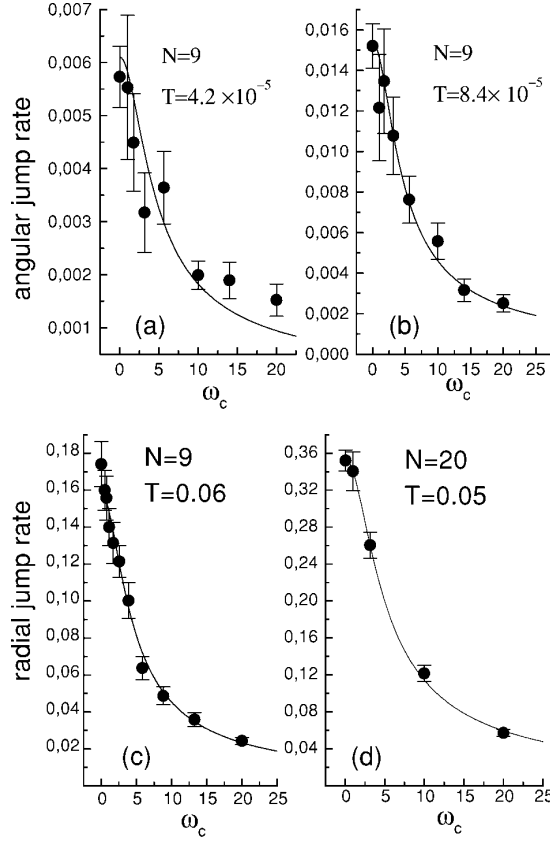 angular jump rate
0,007
0,006
0,005
0,004
0,003
0,002
0,001
N=9
T=4.2×10⁻⁵
(a)
0 5 10 15 20
ω_c
0,016
0,014
0,012
0,010
0,008
0,006
0,004
0,002
0,000
N=9
T=8.4×10⁻⁵
(b)
0 5 10 15 20 25
ω_c
radial jump rate
0,18
0,16
0,14
0,12
0,10
0,08
0,06
0,04
0,02
N=9
T=0.06
(c)
0 5 10 15 20 25
ω_c
0,36
0,32
0,28
0,24
0,20
0,16
0,12
0,08
0,04
N=20
T=0.05
(d)
0 5 10 15 20 25
ω_c